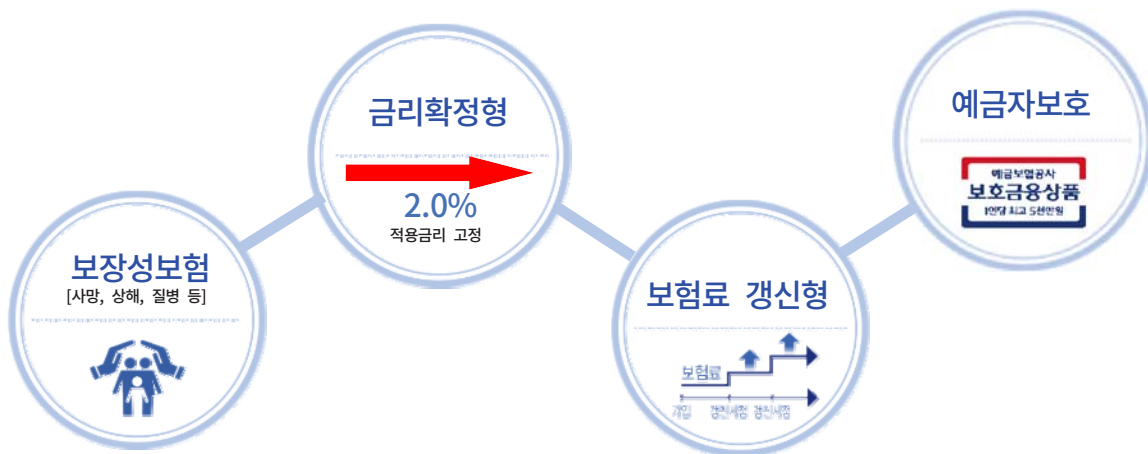 보장성보험
[사망, 상해, 질병 등]
금리확정형
2.0%
적용금리 고정
보험료 갱신형
보험료
가입 갱신시점 갱신시점
예금자보호
예금보험공사
보호금융상품
1인당 최고 5천만원